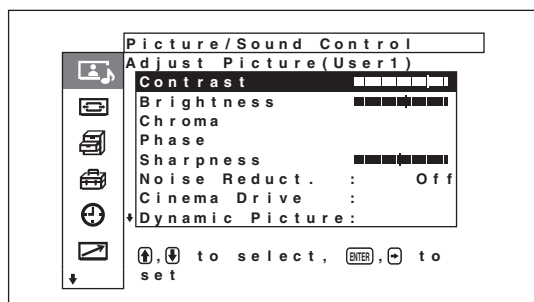 Picture/Sound Control
Adjust Picture(User1)
Contrast
Brightness
Chroma
Phase
Sharpness
Noise Reduct. : Off
Cinema Drive :
Dynamic Picture:
, to select, ENTER, to
set